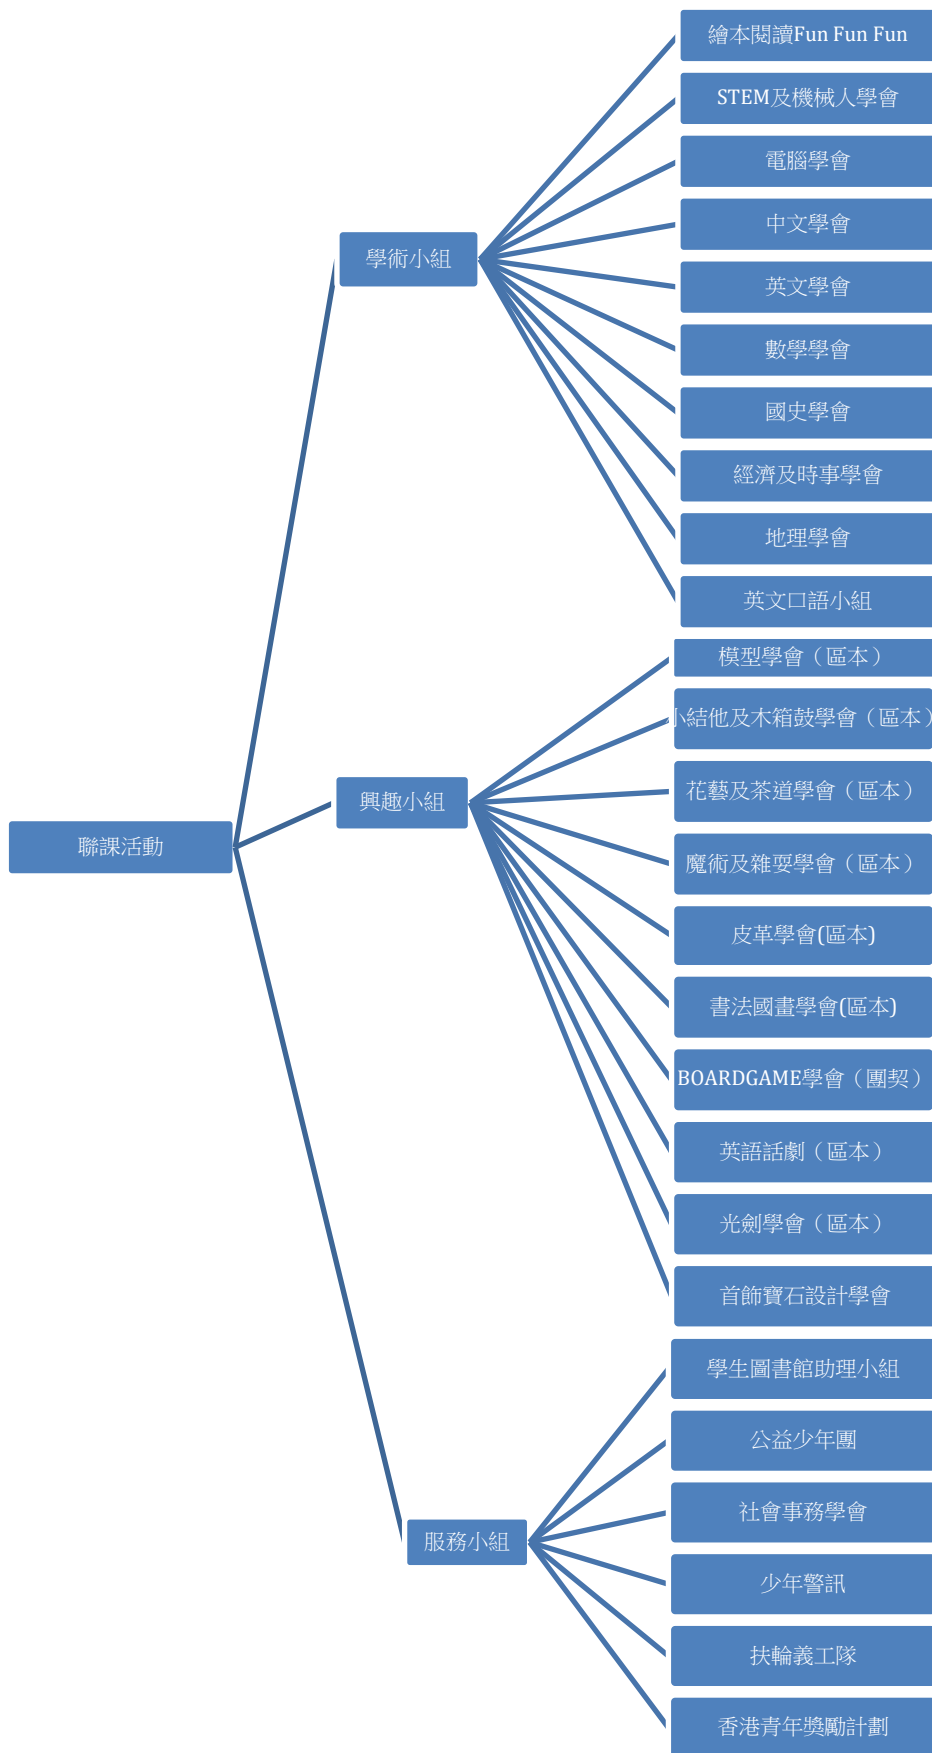 聯課活動
學術小組
繪本閱讀Fun Fun Fun
STEM及機械人學會
電腦學會
中文學會
英文學會
數學學會
國史學會
經濟及時事學會
地理學會
英文口語小組
興趣小組
模型學會（區本）
小結他及木箱鼓學會（區本）
花藝及茶道學會（區本）
魔術及雜耍學會（區本）
皮革學會(區本)
書法國畫學會(區本)
BOARDGAME學會（團契）
英語話劇（區本）
光劍學會（區本）
首飾寶石設計學會
服務小組
學生圖書館助理小組
公益少年團
社會事務學會
少年警訊
扶輪義工隊
香港青年獎勵計劃